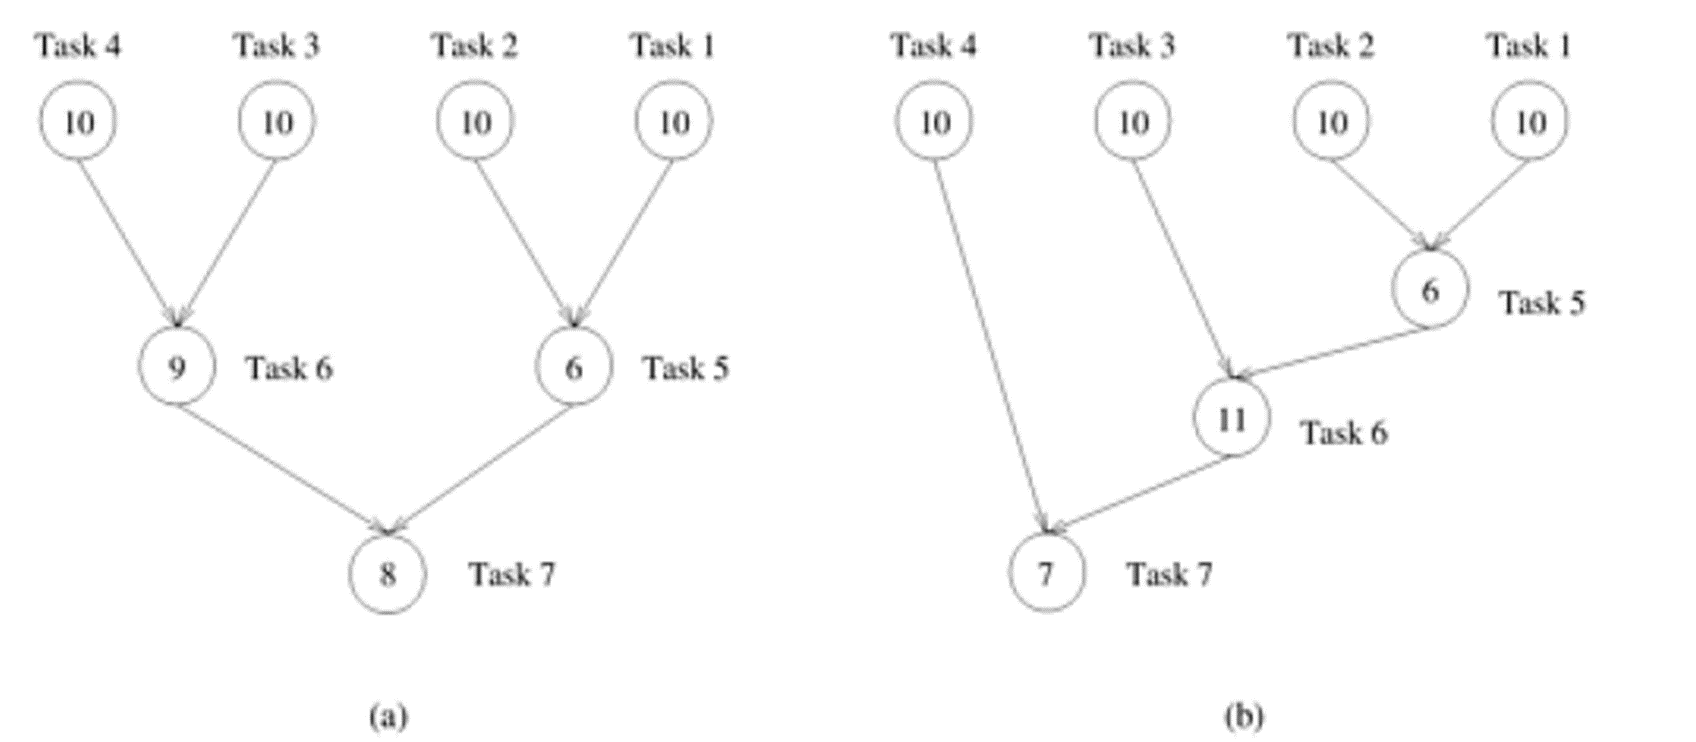 Task 4 Task 3 Task 2 Task 1
10 10 10 10
9 Task 6 6 Task 5
8 Task 7
(a)
Task 4 Task 3 Task 2 Task 1
10 10 10 10
6 Task 5
11 Task 6
7 Task 7
(b)